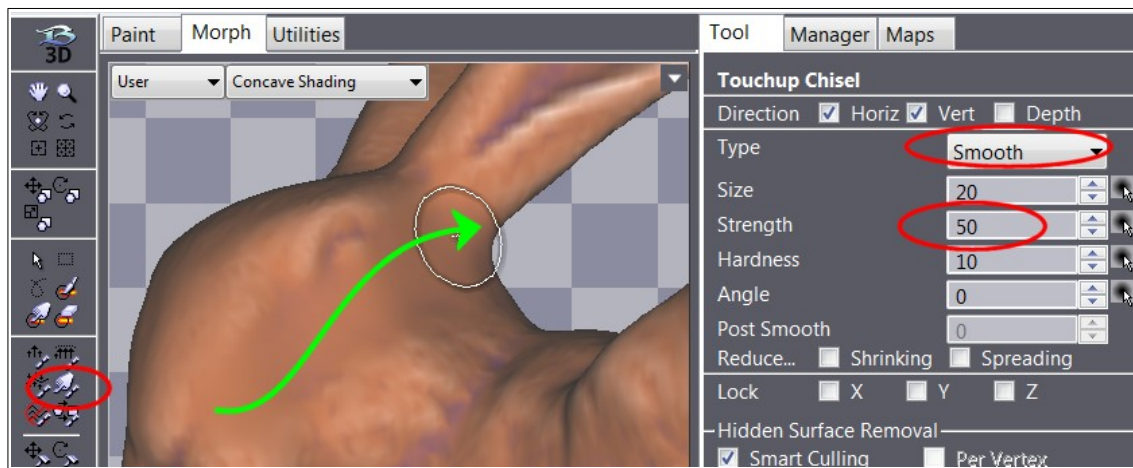 3D
Paint Morph Utilities
Tool Manager Maps
User Concave Shading
Touchup Chisel
Direction Horiz Vert Depth
Type Smooth
Size 20
Strength 50
Hardness 10
Angle 0
Post Smooth 0
Reduce... Shrinking Spreading
Lock X Y Z
Hidden Surface Removal
Smart Culling Per Vertex